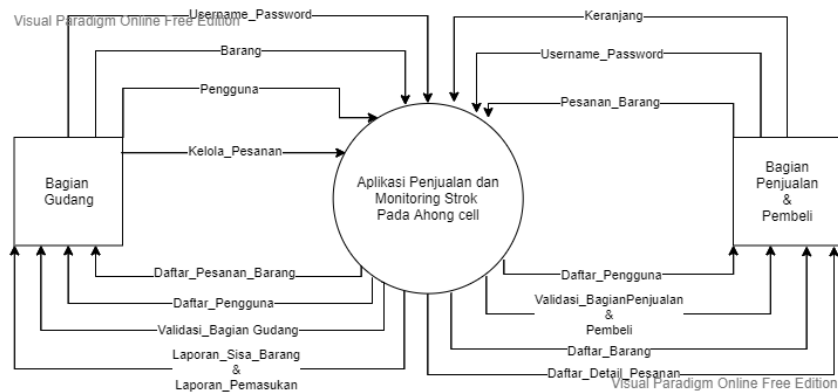 Visual Paradigm Online Free Edition
Username_Password
Keranjang
Barang
Username_Password
Pengguna
Pesanan_Barang
Kelola_Pesanan
Bagian
Gudang
Aplikasi Penjualan dan
Monitoring Strok
Pada Ahong cell
Bagian
Penjualan
&
Pembeli
Daftar_Pesanan_Barang
Daftar_Pengguna
Daftar_Pengguna
Validasi_BagianPenjualan
&
Pembeli
Validasi_Bagian Gudang
Daftar_Barang
Laporan_Sisa_Barang
&
Laporan_Pemasukan
Daftar_Detail_Pesanan
Visual Paradigm Online Free Edition